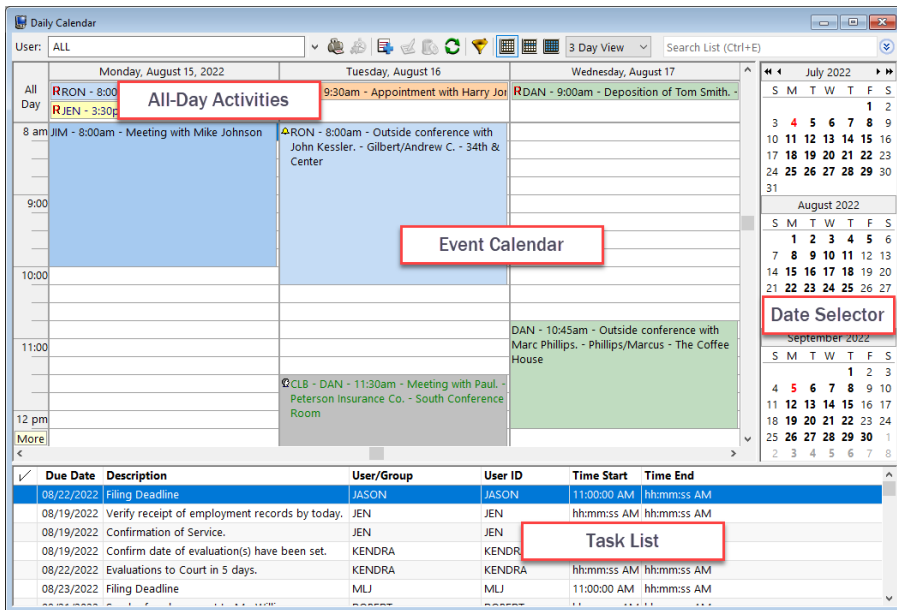 Daily Calendar
User: ALL 3 Day View Search List (Ctrl+E)
Monday, August 15, 2022 Tuesday, August 16 Wednesday, August 17
All Day
RRON - 8:00
RJEN - 3:30p
All-Day Activities
9:30am - Appointment with Harry Jor
RDAN - 9:00am - Deposition of Tom Smith. -
8 am
9:00
10:00
11:00
12 pm
More
JIM - 8:00am - Meeting with Mike Johnson
RON - 8:00am - Outside conference with
John Kessler. - Gilbert/Andrew C. - 34th &
Center
Event Calendar
DAN - 10:45am - Outside conference with
Marc Phillips. - Phillips/Marcus - The Coffee
House
CLB - DAN - 11:30am - Meeting with Paul. -
Peterson Insurance Co. - South Conference
Room
July 2022
S M T W T F S
1 2
3 4 5 6 7 8 9
10 11 12 13 14 15 16
17 18 19 20 21 22 23
24 25 26 27 28 29 30
31
August 2022
S M T W T F S
1 2 3 4 5 6
7 8 9 10 11 12 13
14 15 16 17 18 19 20
21 22 23 24 25 26 27
Date Selector
September 2022
S M T W T F S
1 2 3
4 5 6 7 8 9 10
11 12 13 14 15 16 17
18 19 20 21 22 23 24
25 26 27 28 29 30 1
2 3 4 5 6 7 8
Due Date Description User/Group User ID Time Start Time End
08/22/2022 Filing Deadline JASON JASON 11:00:00 AM hh:mm:ss AM
08/19/2022 Verify receipt of employment records by today. JEN JEN hh:mm:ss AM hh:mm:ss AM
08/19/2022 Confirmation of Service. JEN JEN
08/19/2022 Confirm date of evaluation(s) have been set. KENDRA KENDR
Task List
08/22/2022 Evaluations to Court in 5 days. KENDRA KENDRA hh:mm:ss AM hh:mm:ss AM
08/23/2022 Filing Deadline MLJ MLJ 11:00:00 AM hh:mm:ss AM